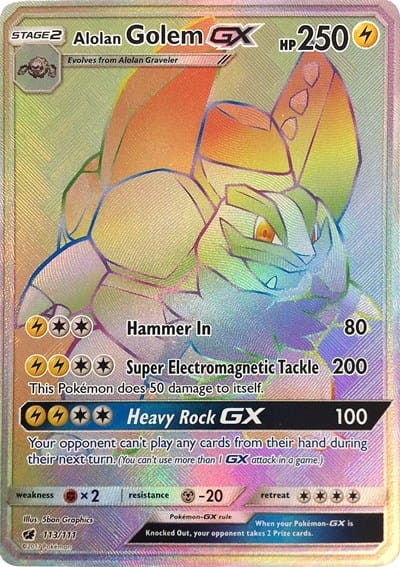 STAGE2 Alolan Golem GX HP250
Evolves from Alolan Graveler
Hammer In 80
Super Electromagnetic Tackle 200
This Pokémon does 50 damage to itself.
Heavy Rock GX 100
Your opponent can't play any cards from their hand during
their next turn. (You can't use more than 1 GX attack in a game.)
weakness ×2 resistance -20 retreat
Illus. 5ban Graphics
Pokémon-GX rule
When your Pokémon-GX is
Knocked Out, your opponent takes 2 Prize cards.
113/111
©2017 Pokémon